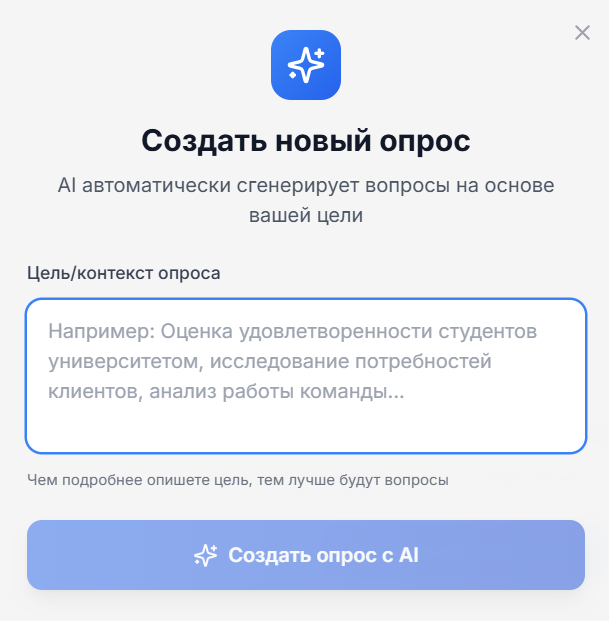 Создать новый опрос
AI автоматически сгенерирует вопросы на основе
вашей цели
Цель/контекст опроса
Например: Оценка удовлетворенности студентов
университетом, исследование потребностей
клиентов, анализ работы команды...
Чем подробнее опишете цель, тем лучше будут вопросы
Создать опрос с AI